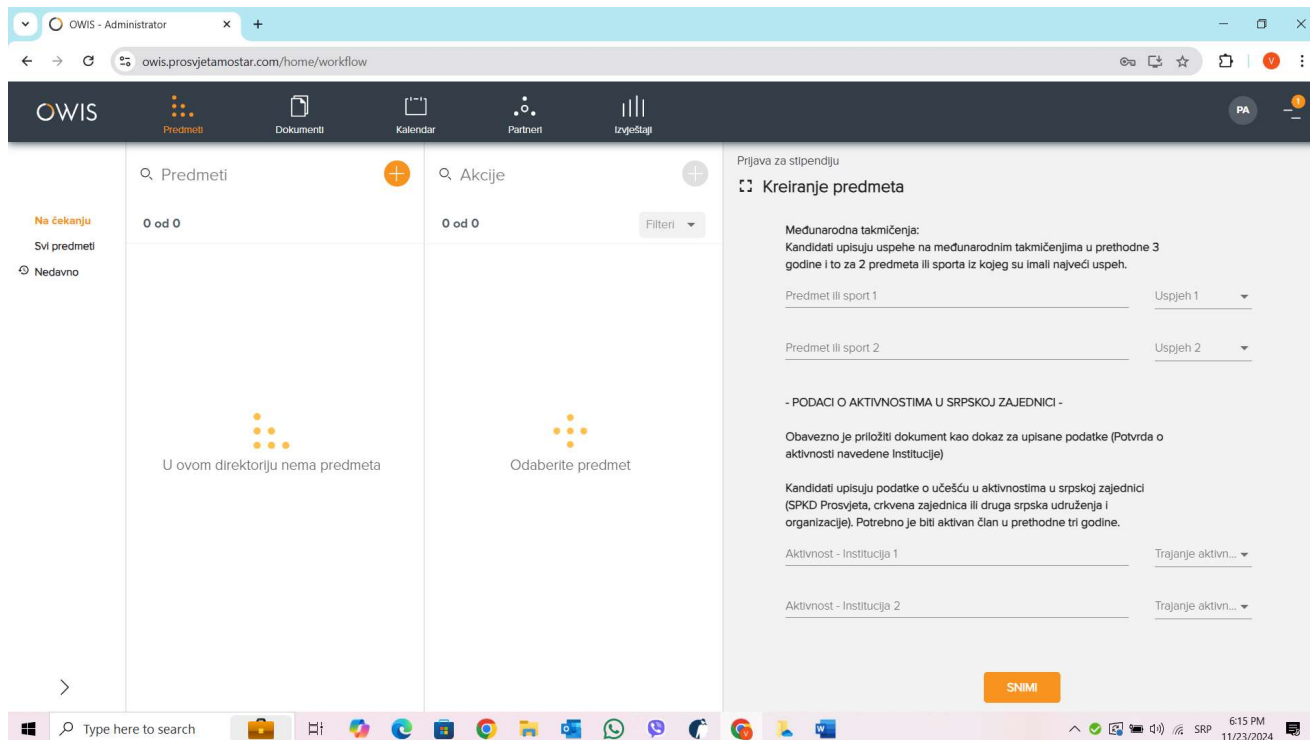 OWIS - Administrator
owis.prosvjetamostar.com/home/workflow
V
OWIS
Predmeti
Dokumenti
Kalendar
Partneri
Izvještaji
PA
1
Na čekanju
Svi predmeti
Nedavno
Predmeti
0 od 0
U ovom direktoriju nema predmeta
Akcije
0 od 0
Filteri
Odaberite predmet
Prijava za stipendiju
Kreiranje predmeta
Međunarodna takmičenja:
Kandidati upisuju uspehe na međunarodnim takmičenjima u prethodne 3
godine i to za 2 predmeta ili sporta iz kojeg su imali najveći uspeh.
Predmet ili sport 1
Uspjeh 1
Predmet ili sport 2
Uspjeh 2
- PODACI O AKTIVNOSTIMA U SRPSKOJ ZAJEDNICI -
Obavezno je priložiti dokument kao dokaz za upisane podatke (Potvrda o
aktivnosti navedene Institucije)
Kandidati upisuju podatke o učešću u aktivnostima u srpskoj zajednici
(SPKD Prosvjeta, crkvena zajednica ili druga srpska udruženja i
organizacije). Potrebno je biti aktivan član u prethodne tri godine.
Aktivnost - Institucija 1
Trajanje aktivn...
Aktivnost - Institucija 2
Trajanje aktivn...
SNIMI
Type here to search
SRP
6:15 PM
11/23/2024